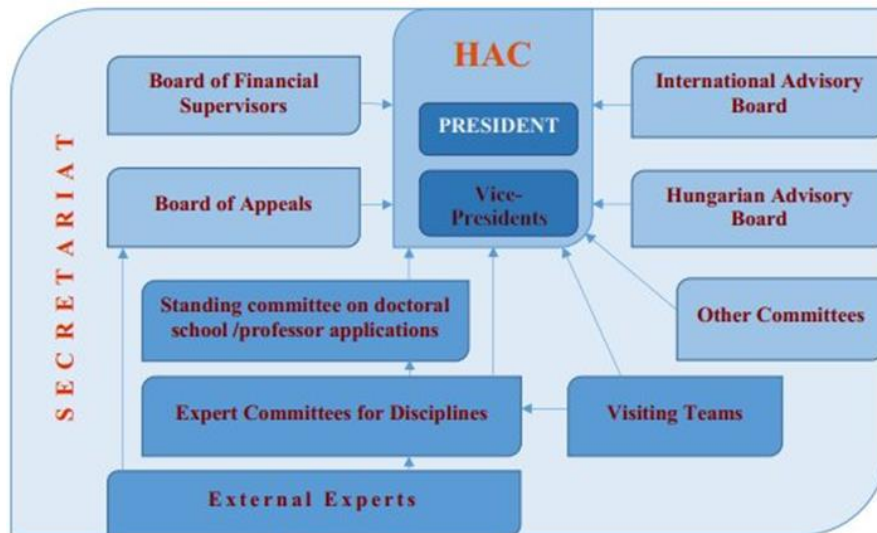 HAC
Board of Financial
Supervisors
PRESIDENT
International Advisory
Board
Board of Appeals
Vice-
Presidents
Hungarian Advisory
Board
SECRETARIAT
Standing committee on doctoral
school /professor applications
Other Committees
Expert Committees for Disciplines
Visiting Teams
External Experts